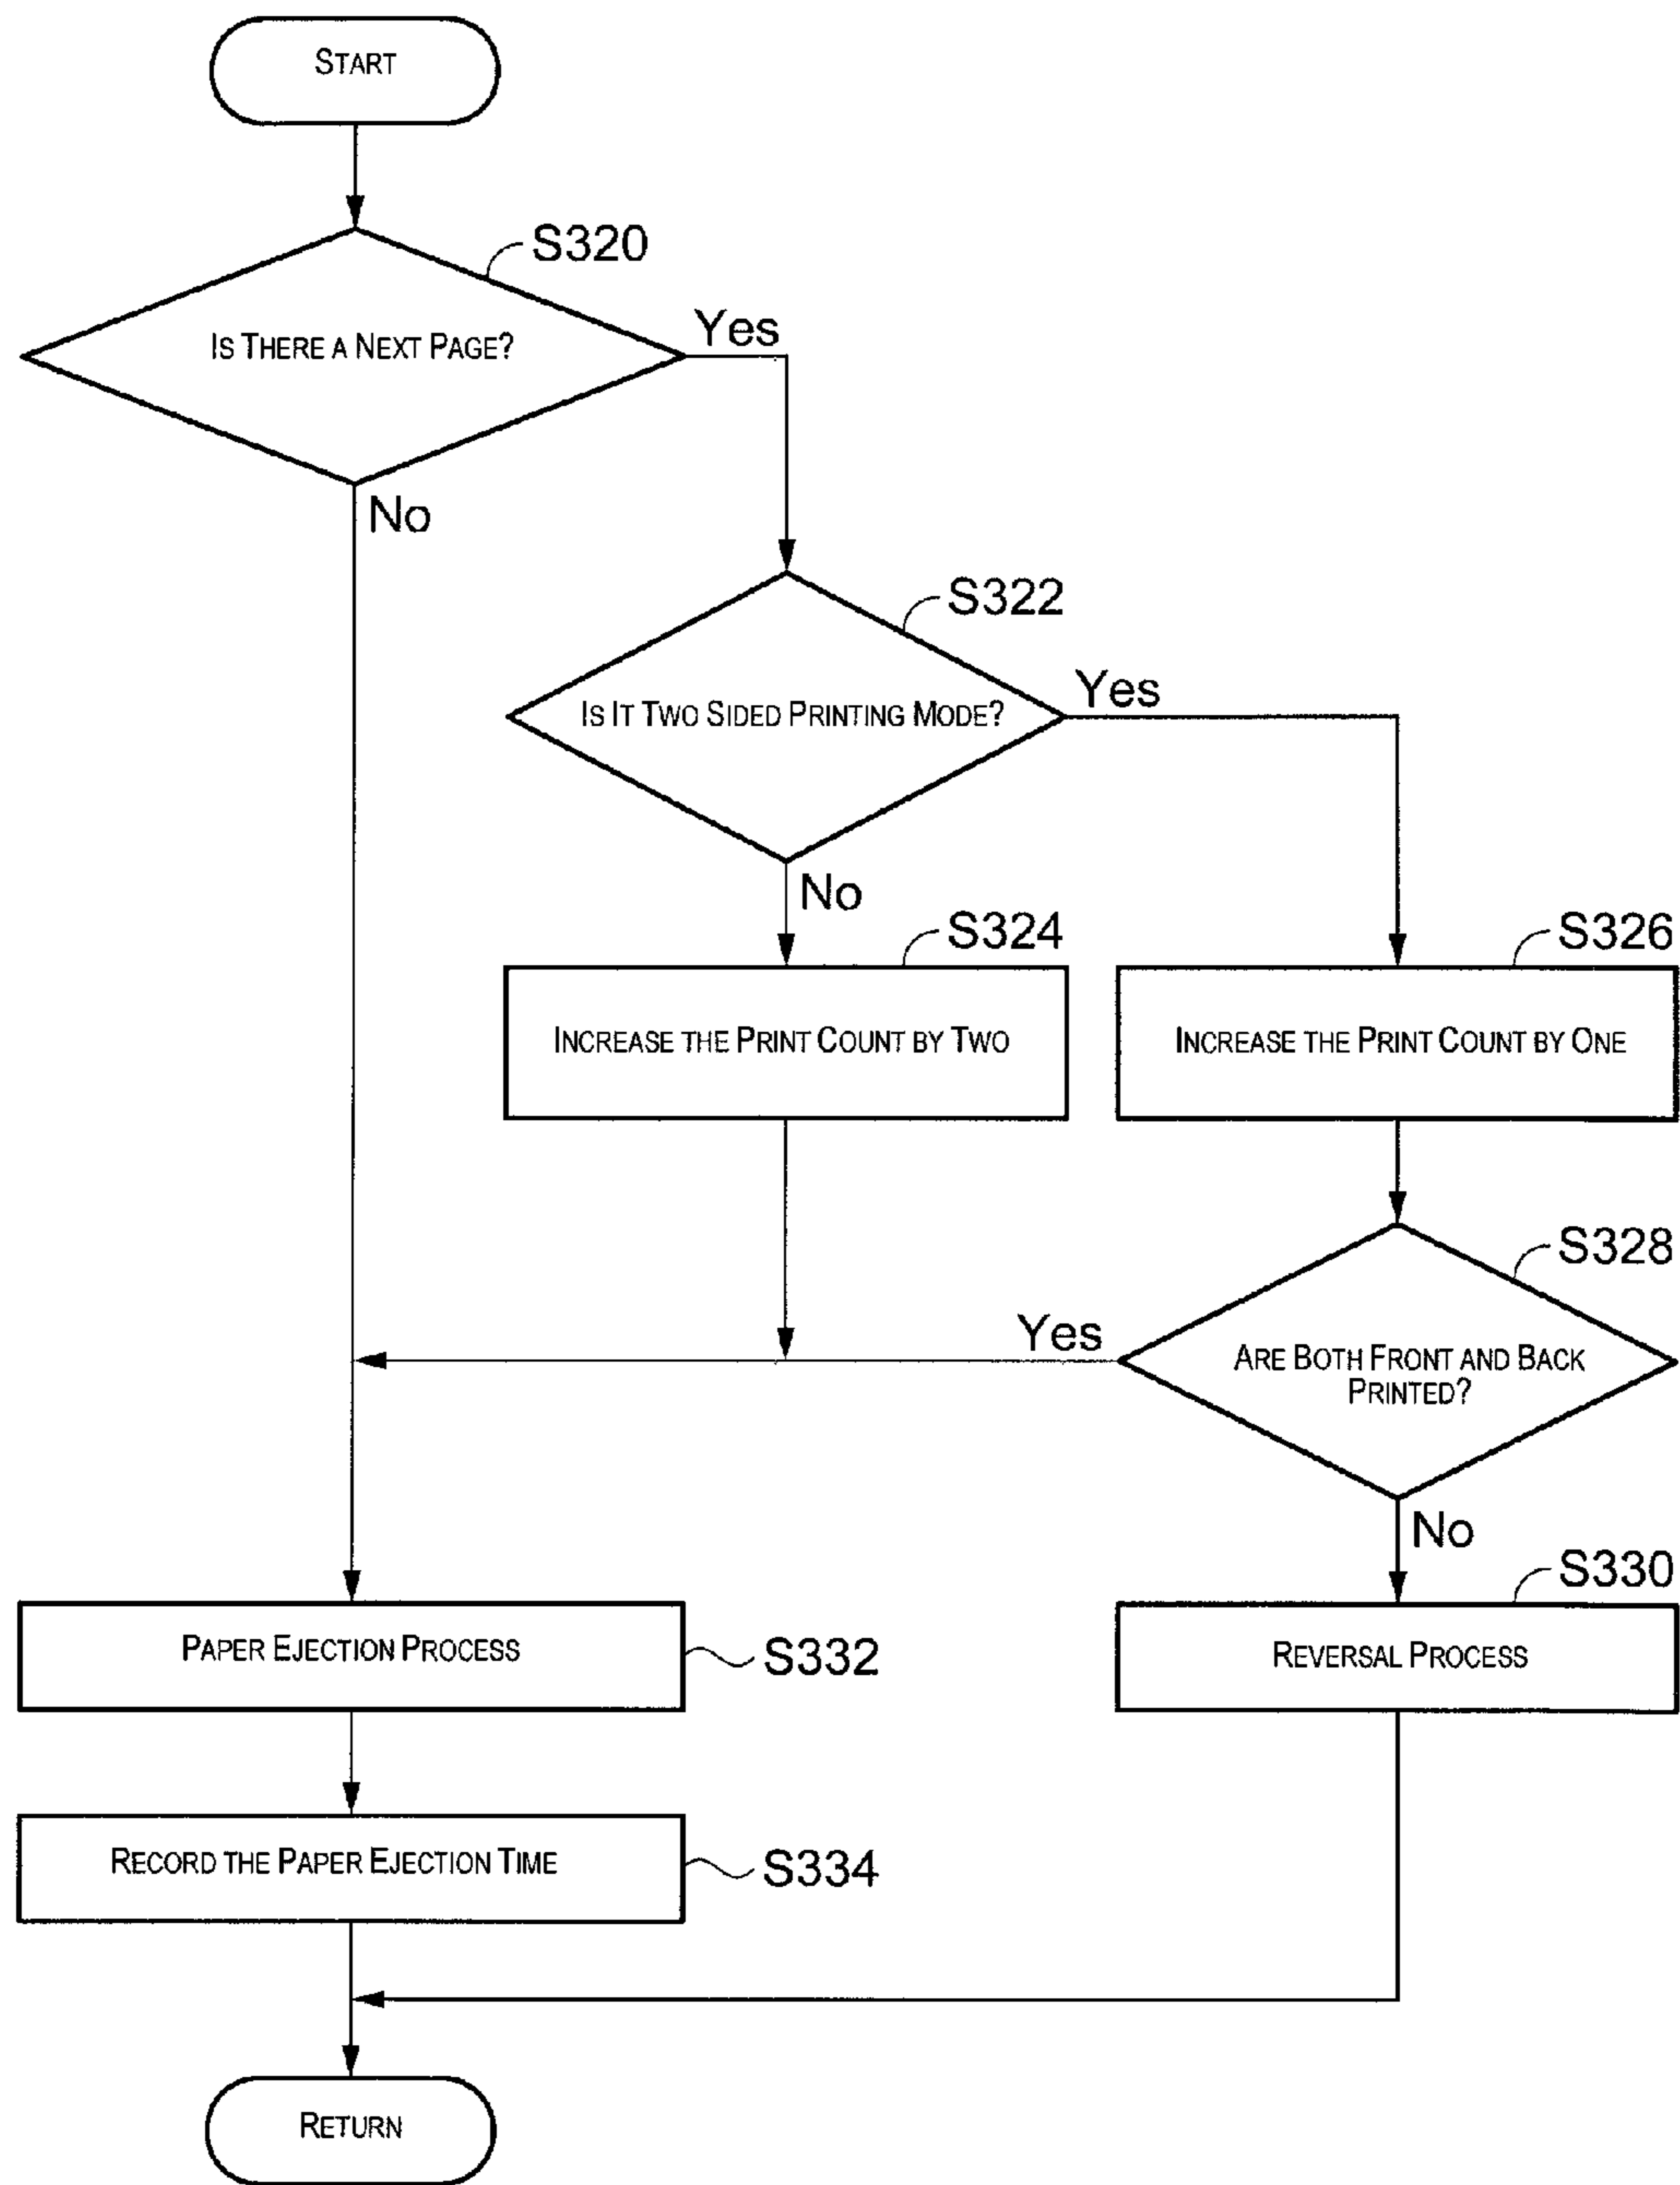 START
S320
IS THERE A NEXT PAGE?
Yes
No
S322
IS IT TWO SIDED PRINTING MODE?
Yes
No
S324
S326
INCREASE THE PRINT COUNT BY TWO
INCREASE THE PRINT COUNT BY ONE
S328
Yes
ARE BOTH FRONT AND BACK
PRINTED?
No
S330
PAPER EJECTION PROCESS
S332
REVERSAL PROCESS
RECORD THE PAPER EJECTION TIME
S334
RETURN